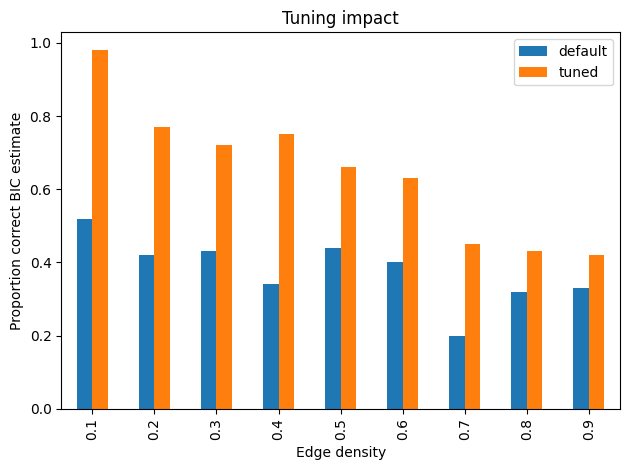 Tuning impact
default
tuned
Proportion correct BIC estimate
1.0
0.8
0.6
0.4
0.2
0.0
0.1 0.2 0.3 0.4 0.5 0.6 0.7 0.8 0.9
Edge density